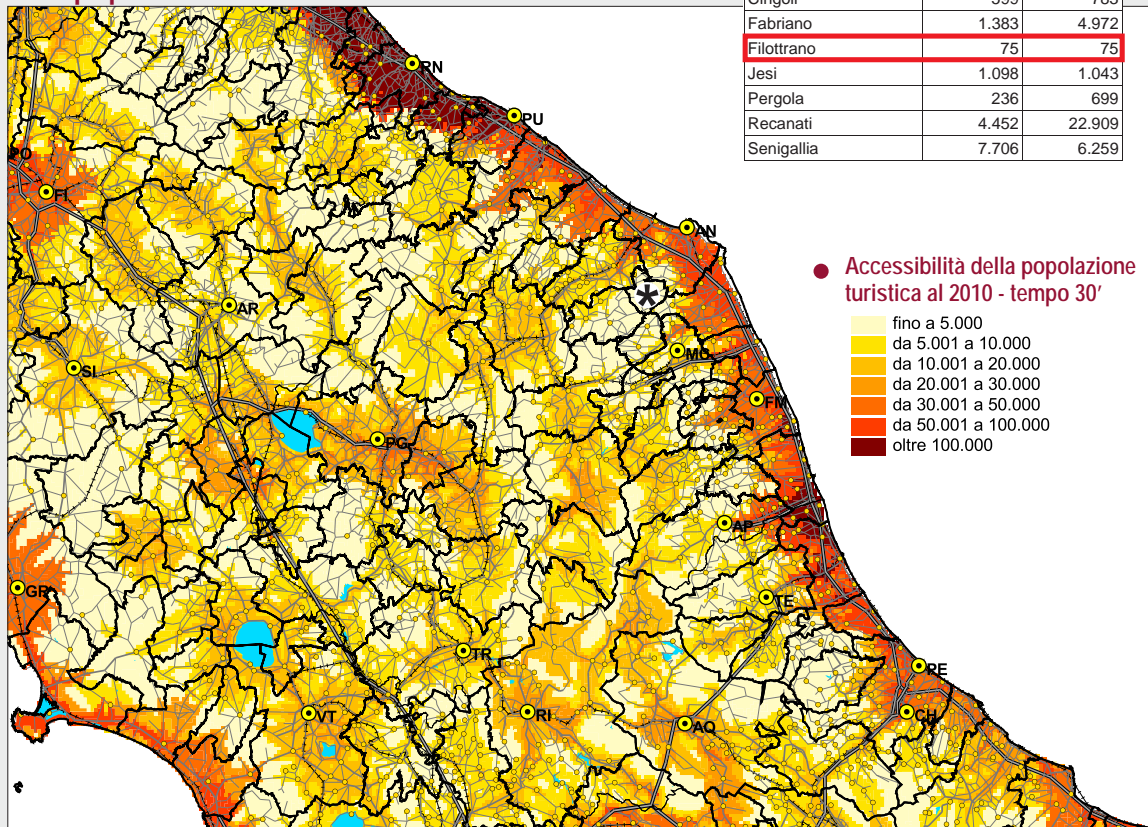 Fabriano 1.383 4.972
Filottrano 75 75
Jesi 1.098 1.043
Pergola 236 699
Recanati 4.452 22.909
Senigallia 7.706 6.259
RN
PU
FI
AN
Accessibilità della popolazione
turistica al 2010 - tempo 30'
AR
fino a 5.000
da 5.001 a 10.000
da 10.001 a 20.000
da 20.001 a 30.000
da 30.001 a 50.000
da 50.001 a 100.000
oltre 100.000
*
MC
SI
FM
PG
AP
GR
TE
TR
PE
VT
RI
AQ
CH